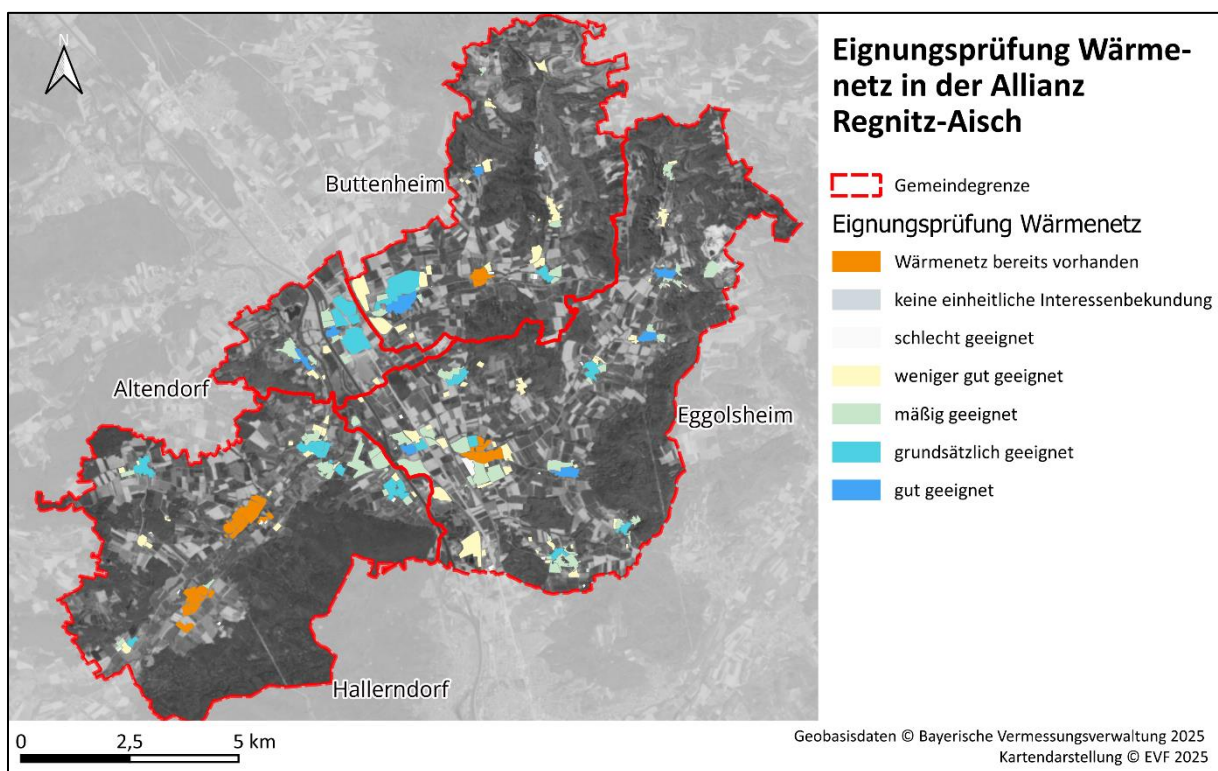 Eignungsprüfung Wärme-
netz in der Allianz
Regnitz-Aisch
Gemeindegrenze
Eignungsprüfung Wärmenetz
Wärmenetz bereits vorhanden
keine einheitliche Interessenbekundung
schlecht geeignet
weniger gut geeignet
mäßig geeignet
grundsätzlich geeignet
gut geeignet
N
Buttenheim
Altendorf
Eggolsheim
Hallerndorf
0 2,5 5 km
Geobasisdaten © Bayerische Vermessungsverwaltung 2025
Kartendarstellung © EVF 2025